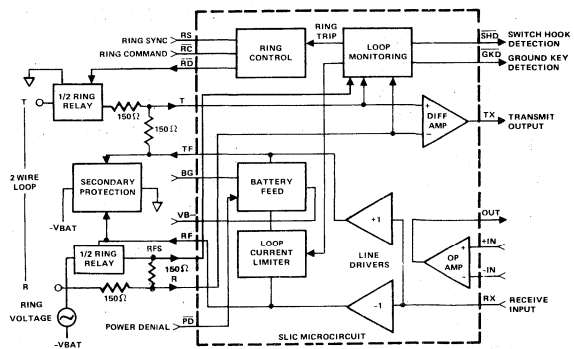 RING SYNC
RS
RING COMMAND
RC
RD
RING CONTROL
RING TRIP
LOOP MONITORING
SHD
SWITCH HOOK DETECTION
GKD
GROUND KEY DETECTION
T
1/2 RING RELAY
150Ω
150Ω
T
+
−
DIFF AMP
TX
TRANSMIT OUTPUT
TF
2 WIRE LOOP
SECONDARY PROTECTION
-VBAT
BG
BATTERY FEED
VB-
+1
OUT
RF
1/2 RING RELAY
RFS
150Ω
LOOP CURRENT LIMITER
LINE DRIVERS
+
−
OP AMP
+IN
-IN
R
150Ω
R
-1
RX
RECEIVE INPUT
RING VOLTAGE
-VBAT
POWER DENIAL
PD
SLIC MICROCIRCUIT